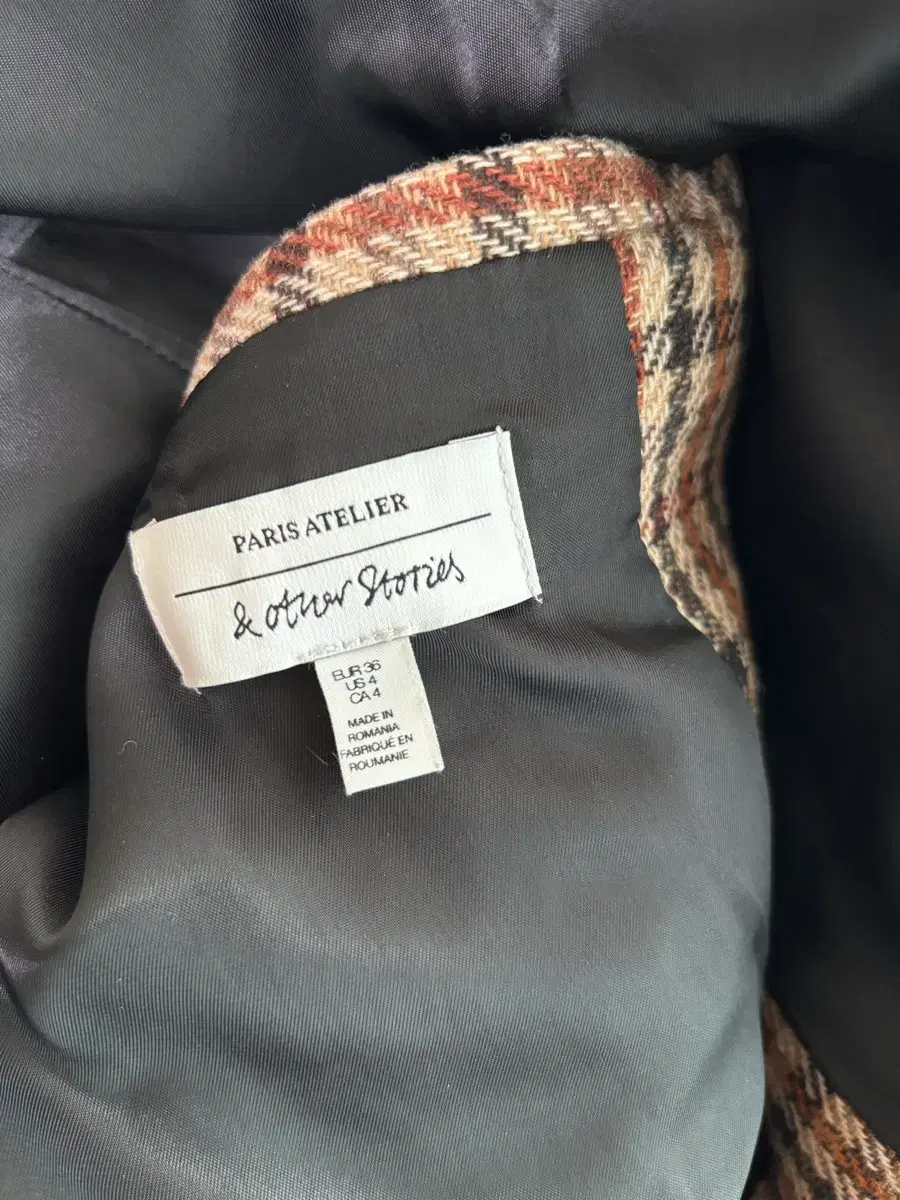 PARIS ATELIER
& other Stories
EUR 36
US 4
CA 4
MADE IN
ROMANIA
FABRIQUÉ EN
ROUMANIE